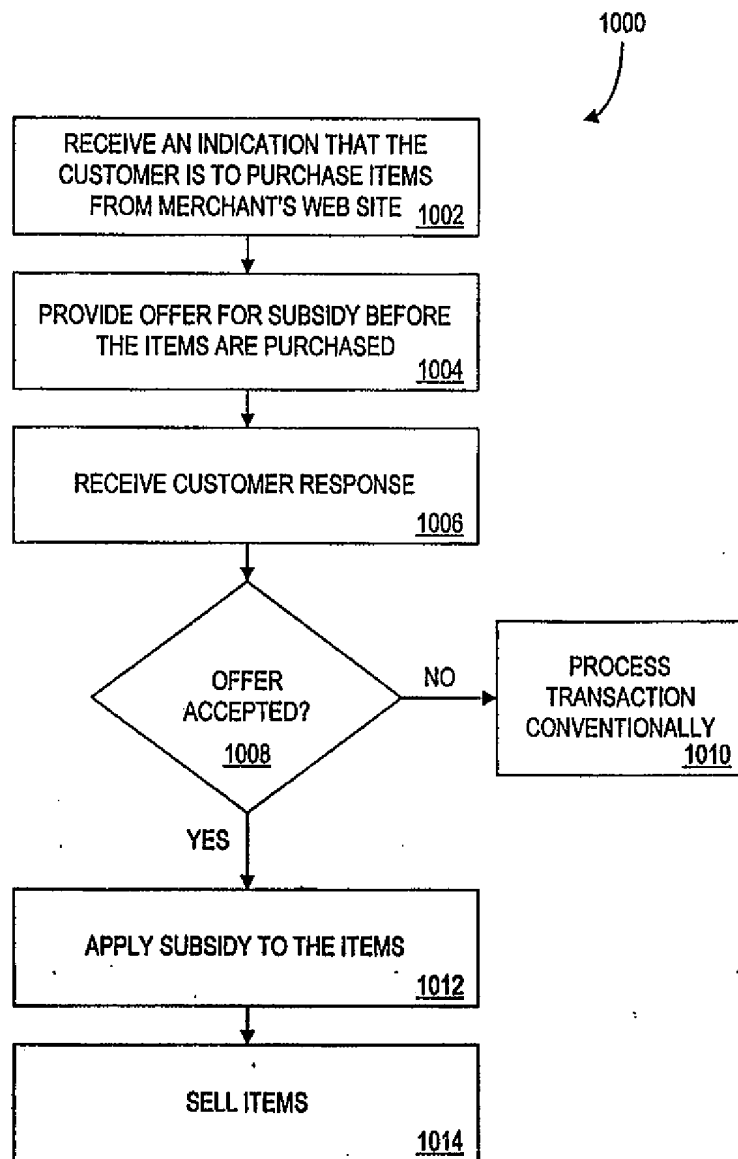 1000
RECEIVE AN INDICATION THAT THE
CUSTOMER IS TO PURCHASE ITEMS
FROM MERCHANT'S WEB SITE
1002
PROVIDE OFFER FOR SUBSIDY BEFORE
THE ITEMS ARE PURCHASED
1004
RECEIVE CUSTOMER RESPONSE
1006
OFFER
ACCEPTED?
1008
NO
PROCESS
TRANSACTION
CONVENTIONALLY
1010
YES
APPLY SUBSIDY TO THE ITEMS
1012
SELL ITEMS
1014